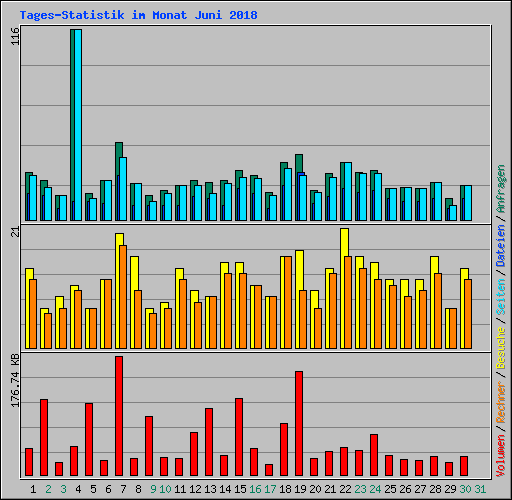 Tages-Statistik im Monat Juni 2018
116
21
176.74 KB
Volumen / Rechner / Besuche / Seiten / Dateien / Anfragen
1 2 3 4 5 6 7 8 9 10 11 12 13 14 15 16 17 18 19 20 21 22 23 24 25 26 27 28 29 30 31